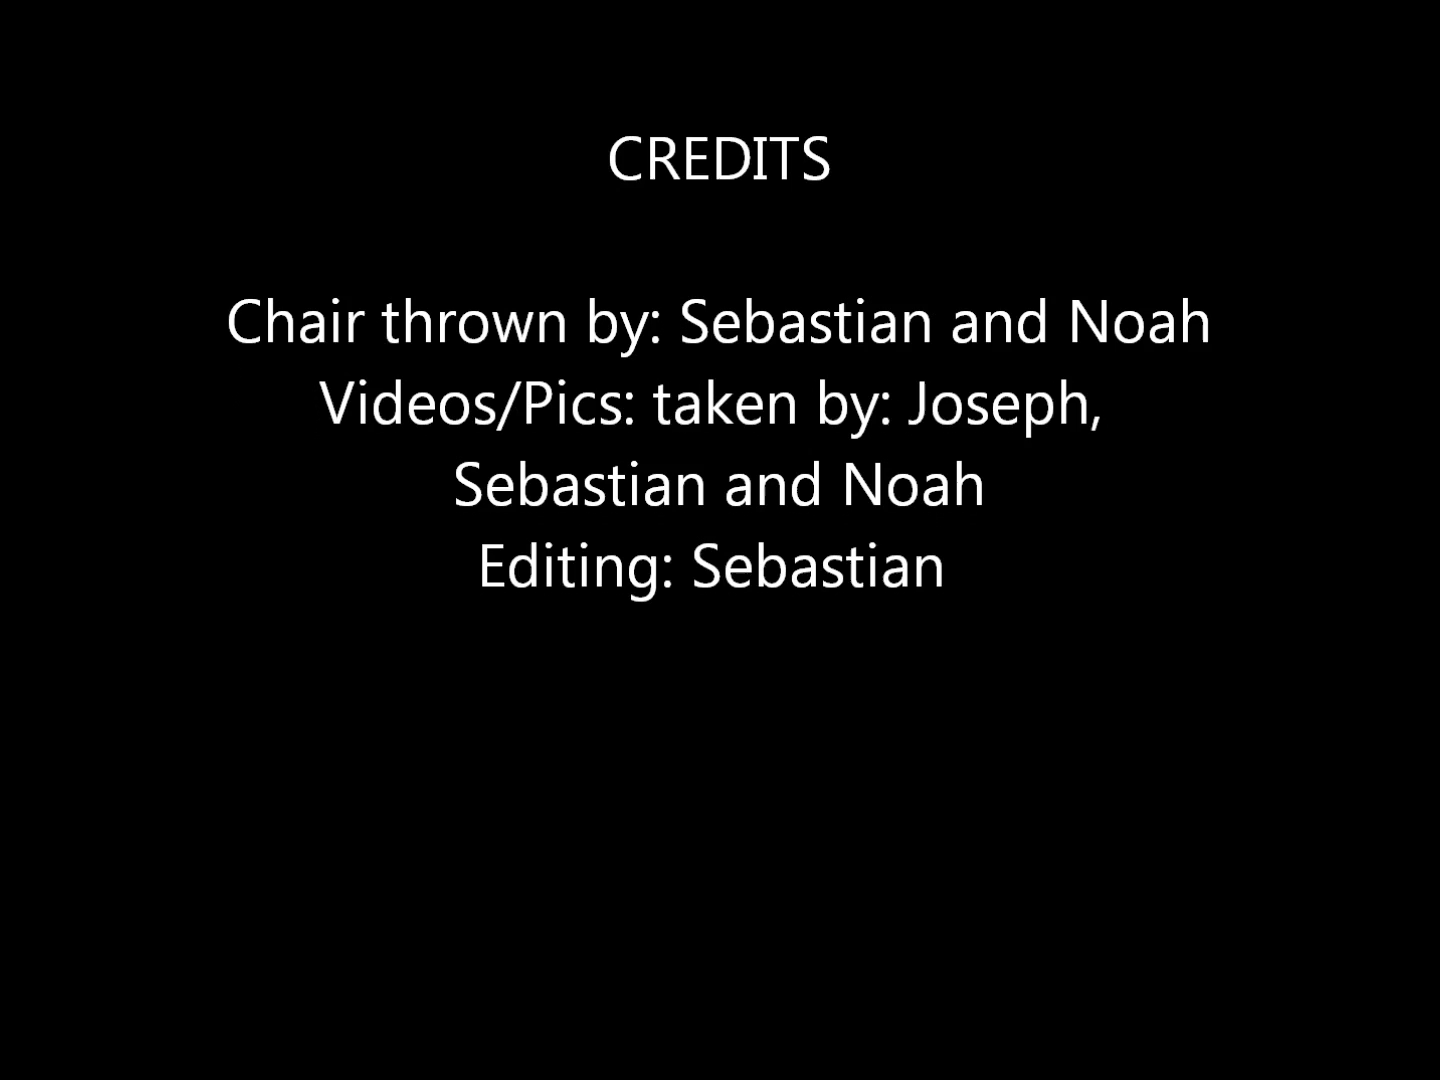 CREDITS
Chair thrown by: Sebastian and Noah
Videos/Pics: taken by: Joseph,
Sebastian and Noah
Editing: Sebastian